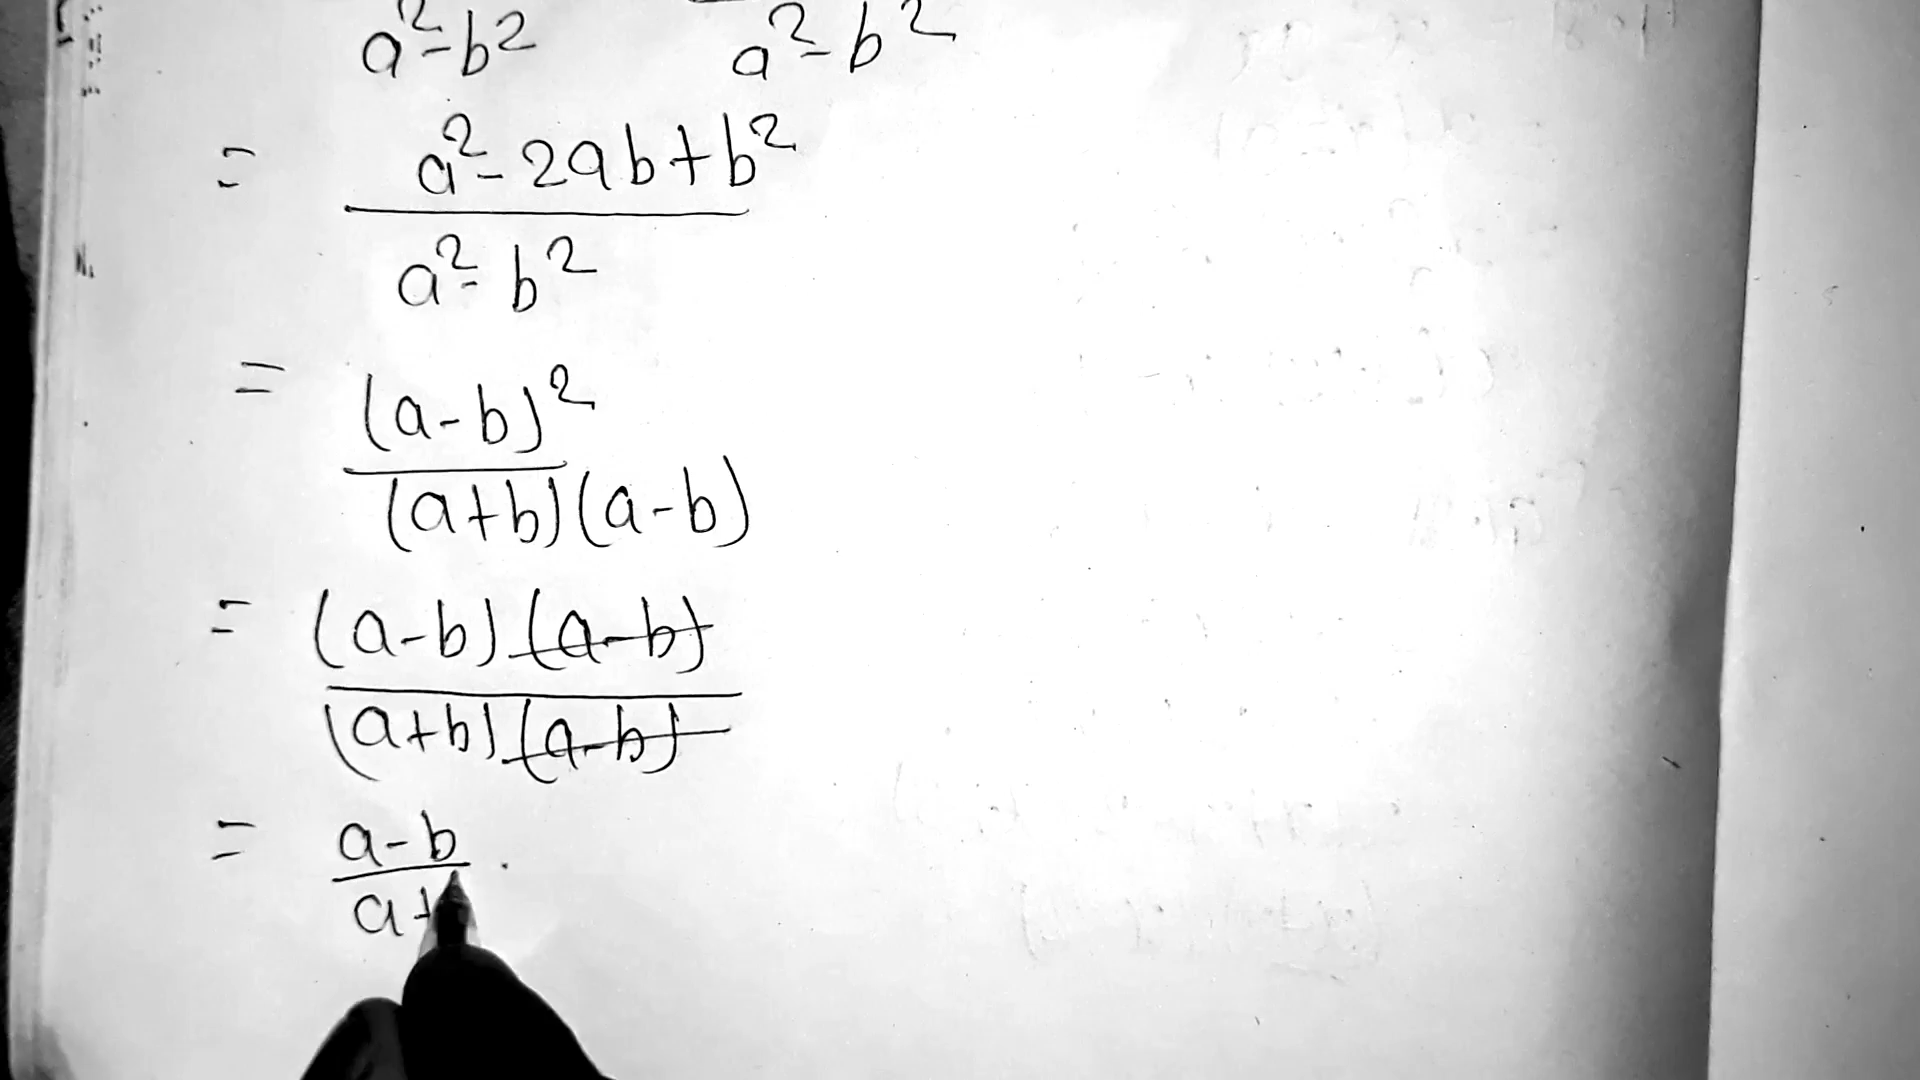 a²-b² a²-b²
= a²-2ab+b²
a²-b²
= (a-b)²
(a+b)(a-b)
= (a-b)(a-b)
(a+b)(a-b)
= a-b
a+